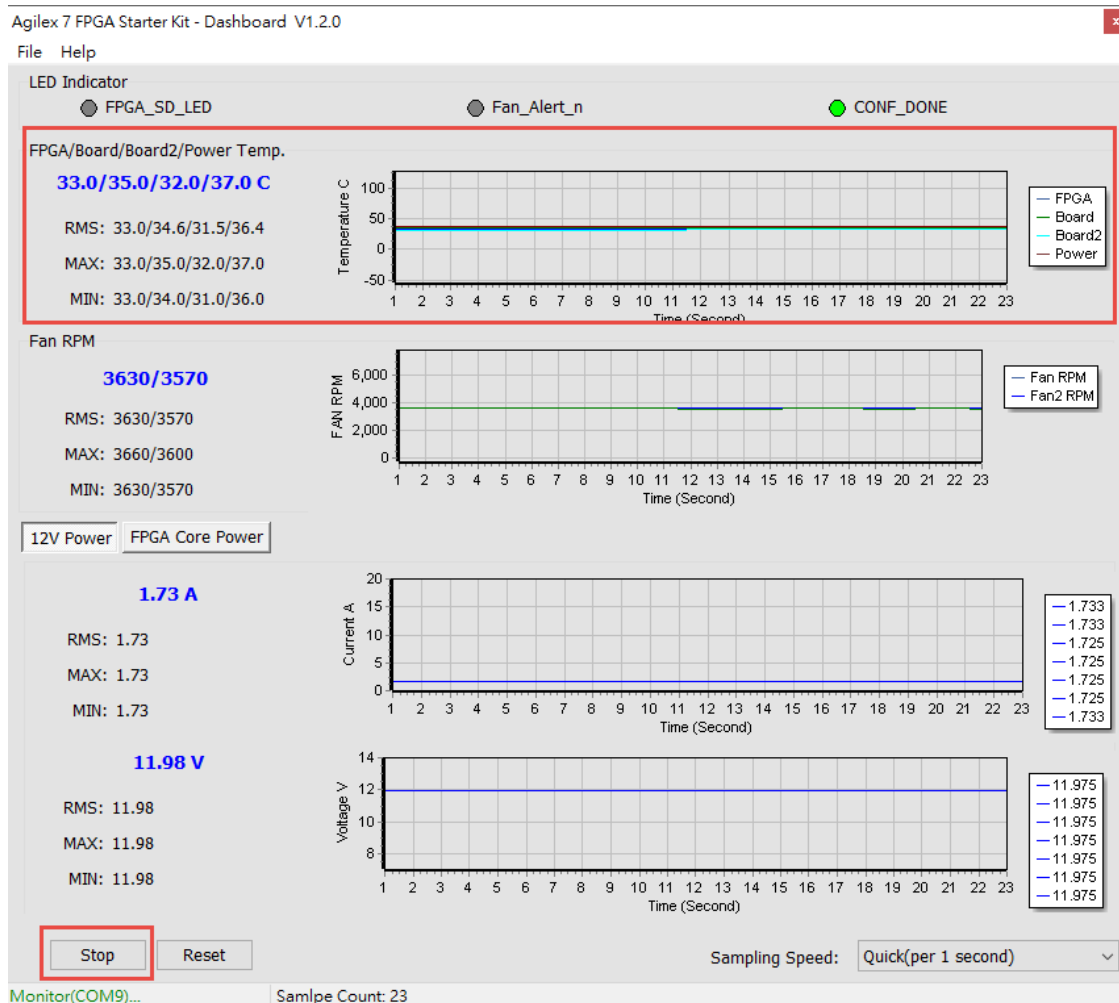 Agilex 7 FPGA Starter Kit - Dashboard V1.2.0
x
File Help
LED Indicator
FPGA_SD_LED Fan_Alert_n CONF_DONE
FPGA/Board/Board2/Power Temp.
33.0/35.0/32.0/37.0 C
RMS: 33.0/34.6/31.5/36.4
MAX: 33.0/35.0/32.0/37.0
MIN: 33.0/34.0/31.0/36.0
Temperature C
100
50
0
-50
1 2 3 4 5 6 7 8 9 10 11 12 13 14 15 16 17 18 19 20 21 22 23
Time (Second)
FPGA
Board
Board2
Power
Fan RPM
3630/3570
RMS: 3630/3570
MAX: 3660/3600
MIN: 3630/3570
FAN RPM
6,000
4,000
2,000
0
1 2 3 4 5 6 7 8 9 10 11 12 13 14 15 16 17 18 19 20 21 22 23
Time (Second)
Fan RPM
Fan2 RPM
12V Power FPGA Core Power
1.73 A
RMS: 1.73
MAX: 1.73
MIN: 1.73
Current A
20
15
10
5
0
1 2 3 4 5 6 7 8 9 10 11 12 13 14 15 16 17 18 19 20 21 22 23
Time (Second)
1.733
1.733
1.725
1.725
1.725
1.725
1.733
11.98 V
RMS: 11.98
MAX: 11.98
MIN: 11.98
Voltage V
14
12
10
8
1 2 3 4 5 6 7 8 9 10 11 12 13 14 15 16 17 18 19 20 21 22 23
Time (Second)
11.975
11.975
11.975
11.975
11.975
11.975
11.975
Stop Reset Sampling Speed: Quick(per 1 second)
Monitor(COM9)... Samlpe Count: 23